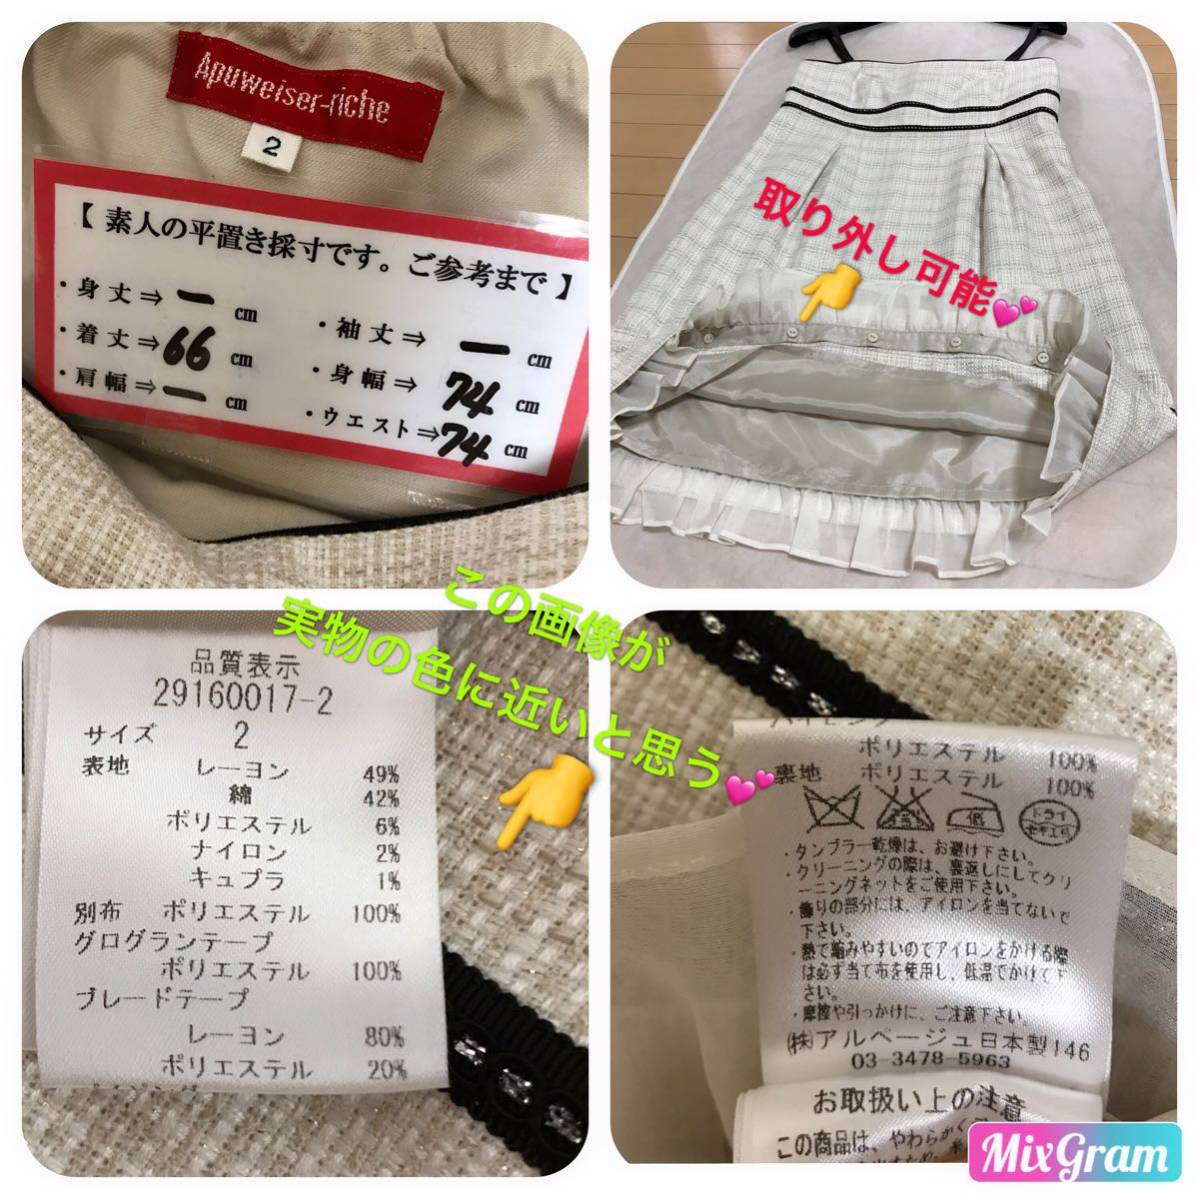 Apuweiser-riche
2
【 素人の平置き採寸です。ご参考まで 】
・身丈⇒ー cm
・着丈⇒66 cm
・肩幅⇒ー cm
・袖丈⇒ー cm
・身幅⇒ 74 cm
・ウエスト⇒74 cm
取り外し可能💕
👇
この画像が
実物の色に近いと思う💕
👇
品質表示
29160017-2
サイズ 2
表地 レーヨン 49%
綿 42%
ポリエステル 6%
ナイロン 2%
キュプラ 1%
別布 ポリエステル 100%
グログランテープ
ポリエステル 100%
ブレードテープ
レーヨン 80%
ポリエステル 20%
パイピング
ポリエステル 100%
裏地 ポリエステル 100%
低
ドライ
・タンブラー乾燥は、お避け下さい。
・クリーニングの際は、裏返しにしてクリ
ーニングネットをご使用下さい。
・飾りの部分には、アイロンを当てないで
下さい。
・熱で縮みやすいのでアイロンをかける際
は必ず当て布を使用し、低温でかけて下
さい。
・摩擦や引っかけに、ご注意下さい。
(株)アルページュ日本製146
03-3478-5963
お取扱い上の注意
この商品は、やわらかく
MixGram